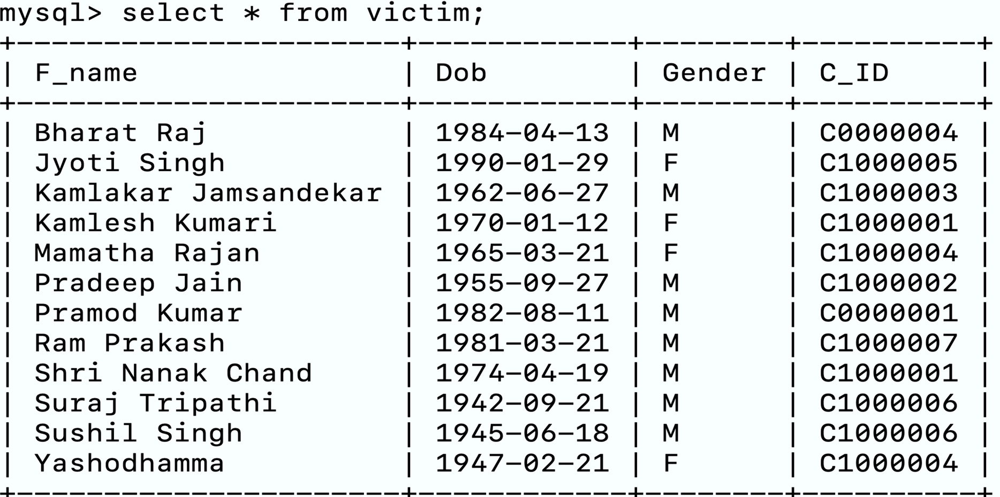 mysql> select * from victim;
+----------------------+------------+--------+----------+
| F_name               | Dob        | Gender | C_ID     |
+----------------------+------------+--------+----------+
| Bharat Raj           | 1984-04-13 | M      | C0000004 |
| Jyoti Singh          | 1990-01-29 | F      | C1000005 |
| Kamlakar Jamsandekar | 1962-06-27 | M      | C1000003 |
| Kamlesh Kumari       | 1970-01-12 | F      | C1000001 |
| Mamatha Rajan        | 1965-03-21 | F      | C1000004 |
| Pradeep Jain         | 1955-09-27 | M      | C1000002 |
| Pramod Kumar         | 1982-08-11 | M      | C0000001 |
| Ram Prakash          | 1981-03-21 | M      | C1000007 |
| Shri Nanak Chand     | 1974-04-19 | M      | C1000001 |
| Suraj Tripathi       | 1942-09-21 | M      | C1000006 |
| Sushil Singh         | 1945-06-18 | M      | C1000006 |
| Yashodhamma          | 1947-02-21 | F      | C1000004 |
+----------------------+------------+--------+----------+